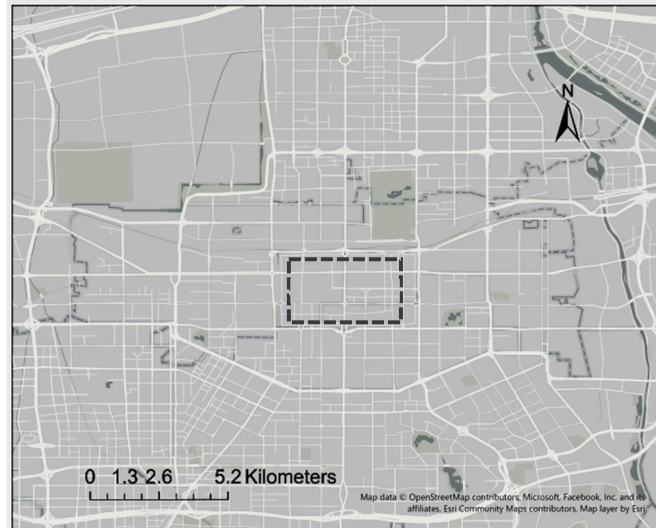 N
0 1.3 2.6 5.2 Kilometers
Map data © OpenStreetMap contributors, Microsoft, Facebook, Inc. and its
affiliates, Esri Community Maps contributors, Map layer by Esri